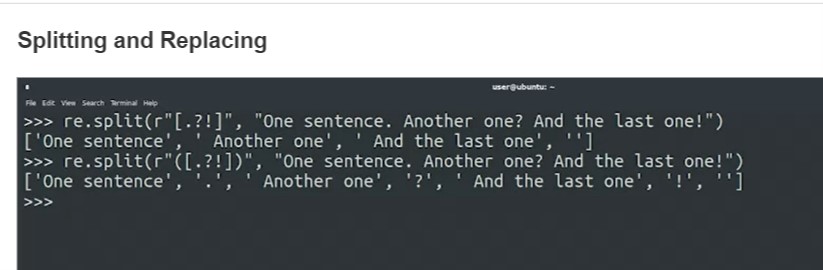 Splitting and Replacing
user@ubuntu: ~
File Edit View Search Terminal Help
>>> re.split(r"[.?!]", "One sentence. Another one? And the last one!")
['One sentence', ' Another one', ' And the last one', '']
>>> re.split(r"([.?!])", "One sentence. Another one? And the last one!")
['One sentence', '.', ' Another one', '?', ' And the last one', '!', '']
>>>